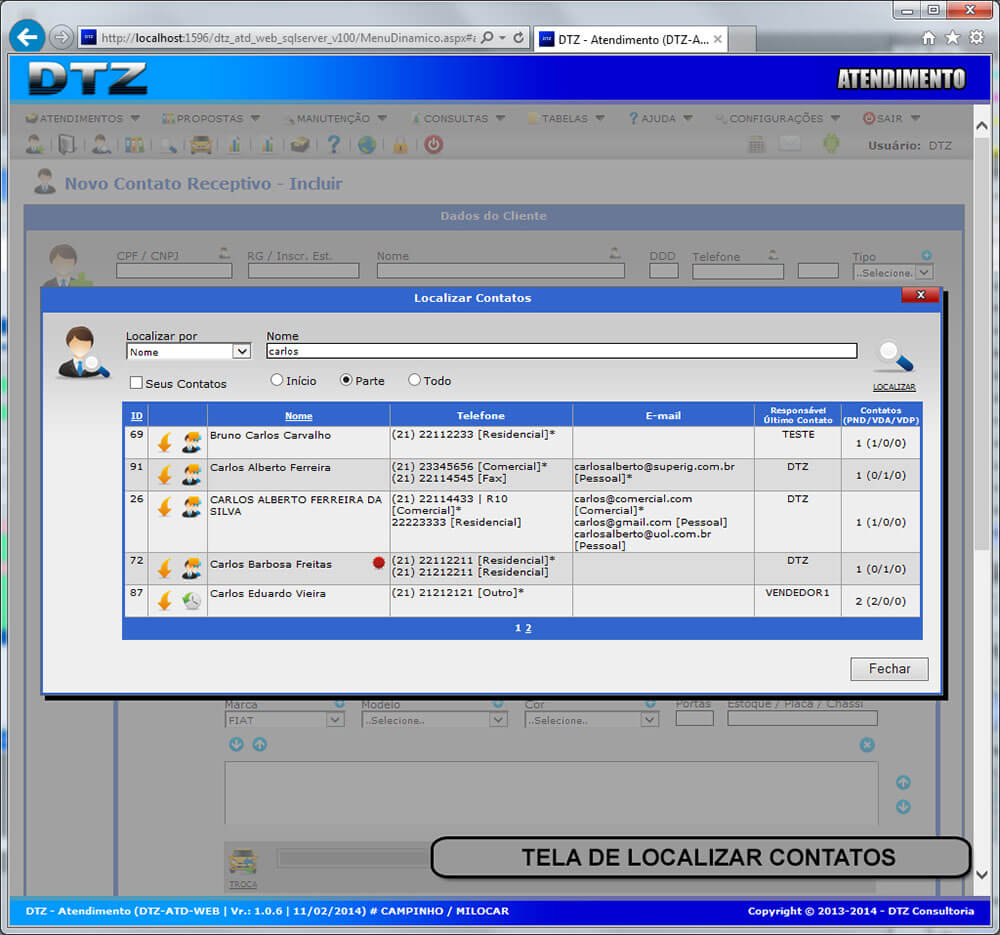 http://localhost:1596/dtz_atd_web_sqlserver_v100/MenuDinamico.aspx#
DTZ - Atendimento (DTZ-A...
DTZ
ATENDIMENTO
ATENDIMENTOS PROPOSTAS MANUTENÇÃO CONSULTAS TABELAS AJUDA CONFIGURAÇÕES SAIR
Usuário: DTZ
Novo Contato Receptivo - Incluir
Dados do Cliente
CPF / CNPJ RG / Inscr. Est. Nome DDD Telefone Tipo
..Selecione.
Localizar Contatos
X
Localizar por Nome
Nome carlos
Seus Contatos Início Parte Todo
LOCALIZAR
ID Nome Telefone E-mail Responsável Último Contato Contatos (PND/VDA/VDP)
69 Bruno Carlos Carvalho (21) 22112233 [Residencial]* TESTE 1 (1/0/0)
91 Carlos Alberto Ferreira (21) 23345656 [Comercial]* carlosalberto@superig.com.br DTZ 1 (0/1/0)
(21) 22114545 [Fax] [Pessoal]*
26 CARLOS ALBERTO FERREIRA DA (21) 22114433 | R10 carlos@comercial.com DTZ
SILVA [Comercial]* [Comercial]*
22223333 [Residencial] carlos@gmail.com [Pessoal] 1 (1/0/0)
carlosalberto@uol.com.br
[Pessoal]
72 Carlos Barbosa Freitas (21) 22112211 [Residencial]* DTZ 1 (0/1/0)
(21) 21212211 [Residencial]
87 Carlos Eduardo Vieira (21) 21212121 [Outro]* VENDEDOR1 2 (2/0/0)
1 2
Fechar
Marca Modelo Cor Portas Estoque / Placa / Chassi
FIAT ..Selecione.. ..Selecione..
TROCA
TELA DE LOCALIZAR CONTATOS
DTZ - Atendimento (DTZ-ATD-WEB | Vr.: 1.0.6 | 11/02/2014) # CAMPINHO / MILOCAR
Copyright © 2013-2014 - DTZ Consultoria